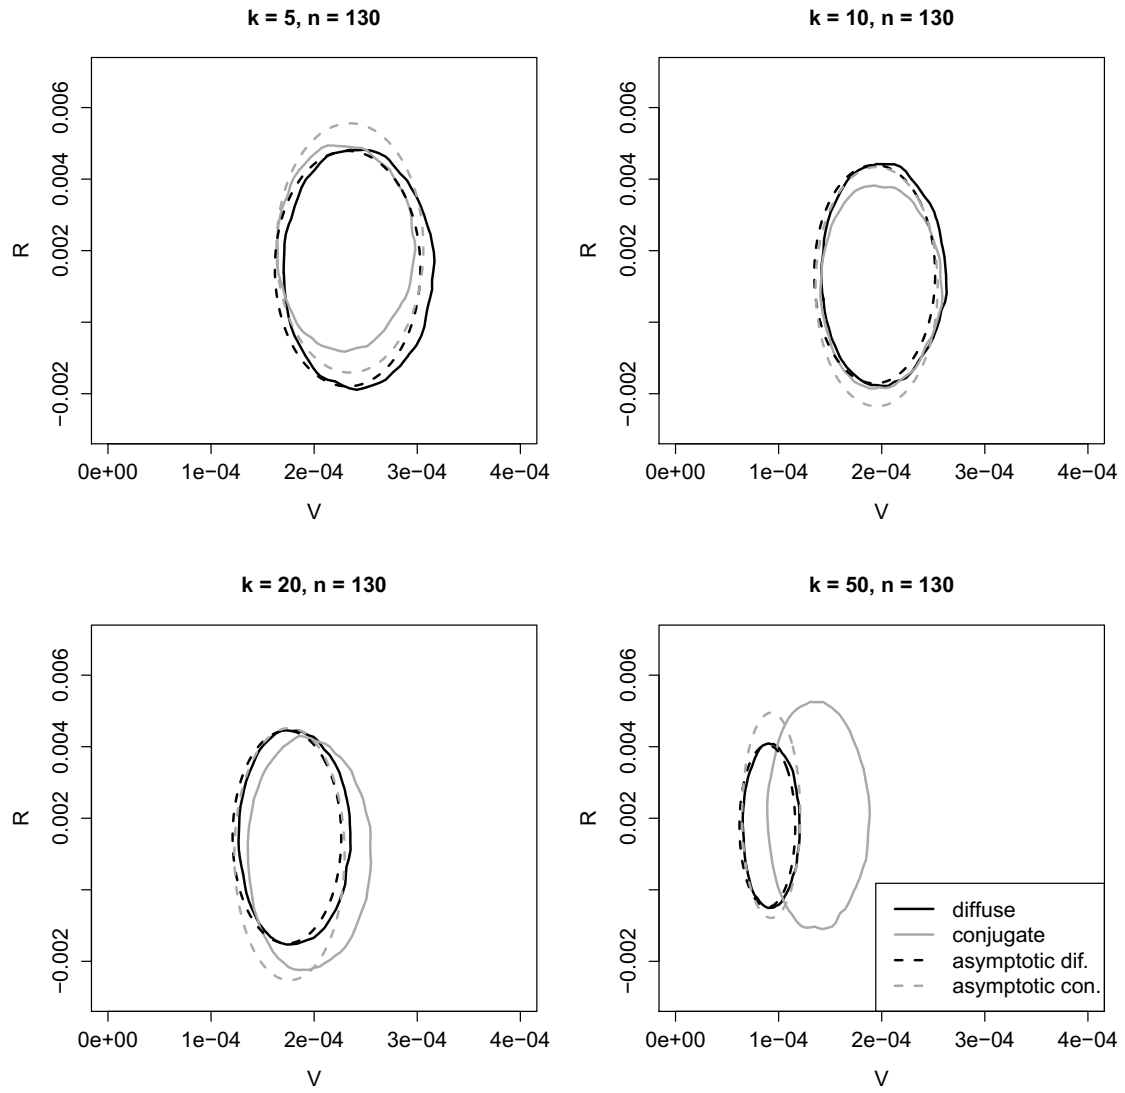 k = 5, n = 130
k = 10, n = 130
R
−0.002 0.002 0.004 0.006
0e+00 1e−04 2e−04 3e−04 4e−04
V
R
−0.002 0.002 0.004 0.006
0e+00 1e−04 2e−04 3e−04 4e−04
V
k = 20, n = 130
k = 50, n = 130
R
−0.002 0.002 0.004 0.006
0e+00 1e−04 2e−04 3e−04 4e−04
V
R
−0.002 0.002 0.004 0.006
diffuse
conjugate
asymptotic dif.
asymptotic con.
0e+00 1e−04 2e−04 3e−04 4e−04
V